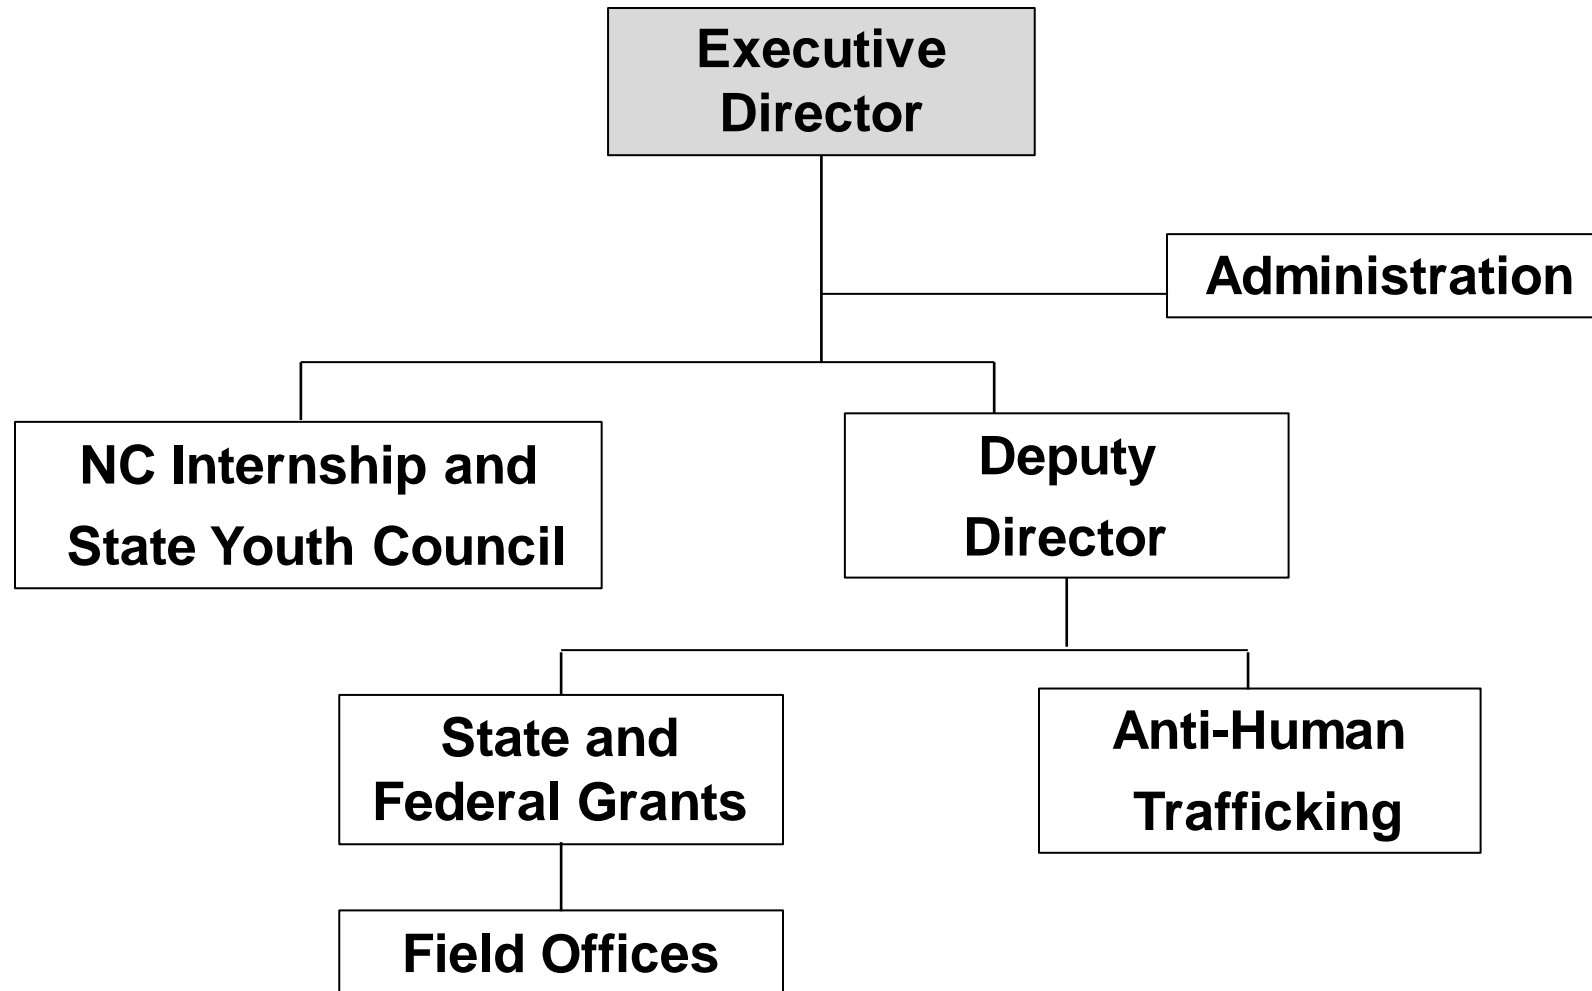 Executive
Director
Administration
NC Internship and
State Youth Council
Deputy
Director
State and
Federal Grants
Anti-Human
Trafficking
Field Offices